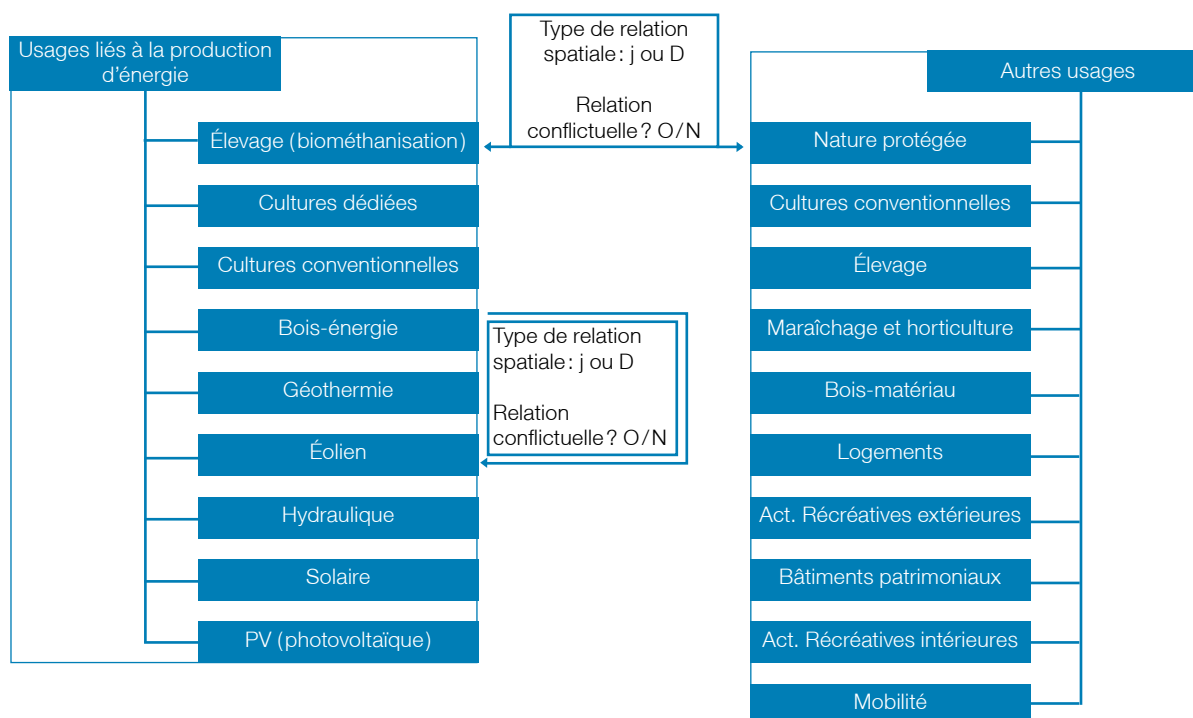 Usages liés à la production
d'énergie
Élevage (biométhanisation)
Cultures dédiées
Cultures conventionnelles
Bois-énergie
Géothermie
Éolien
Hydraulique
Solaire
PV (photovoltaïque)
Type de relation
spatiale : j ou D
Relation
conflictuelle ? O/N
Type de relation
spatiale : j ou D
Relation
conflictuelle ? O/N
Autres usages
Nature protégée
Cultures conventionnelles
Élevage
Maraîchage et horticulture
Bois-matériau
Logements
Act. Récréatives extérieures
Bâtiments patrimoniaux
Act. Récréatives intérieures
Mobilité